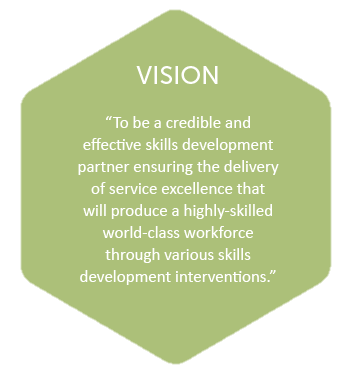 VISION
“To be a credible and
effective skills development
partner ensuring the delivery
of service excellence that
will produce a highly-skilled
world-class workforce
through various skills
development interventions.”